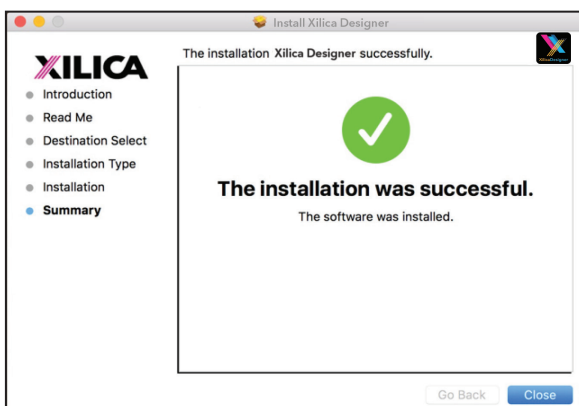 Install Xilica Designer
XILICA
The installation Xilica Designer successfully.
XilicaDesigner
Introduction
Read Me
Destination Select
Installation Type
Installation
Summary
The installation was successful.
The software was installed.
Go Back
Close